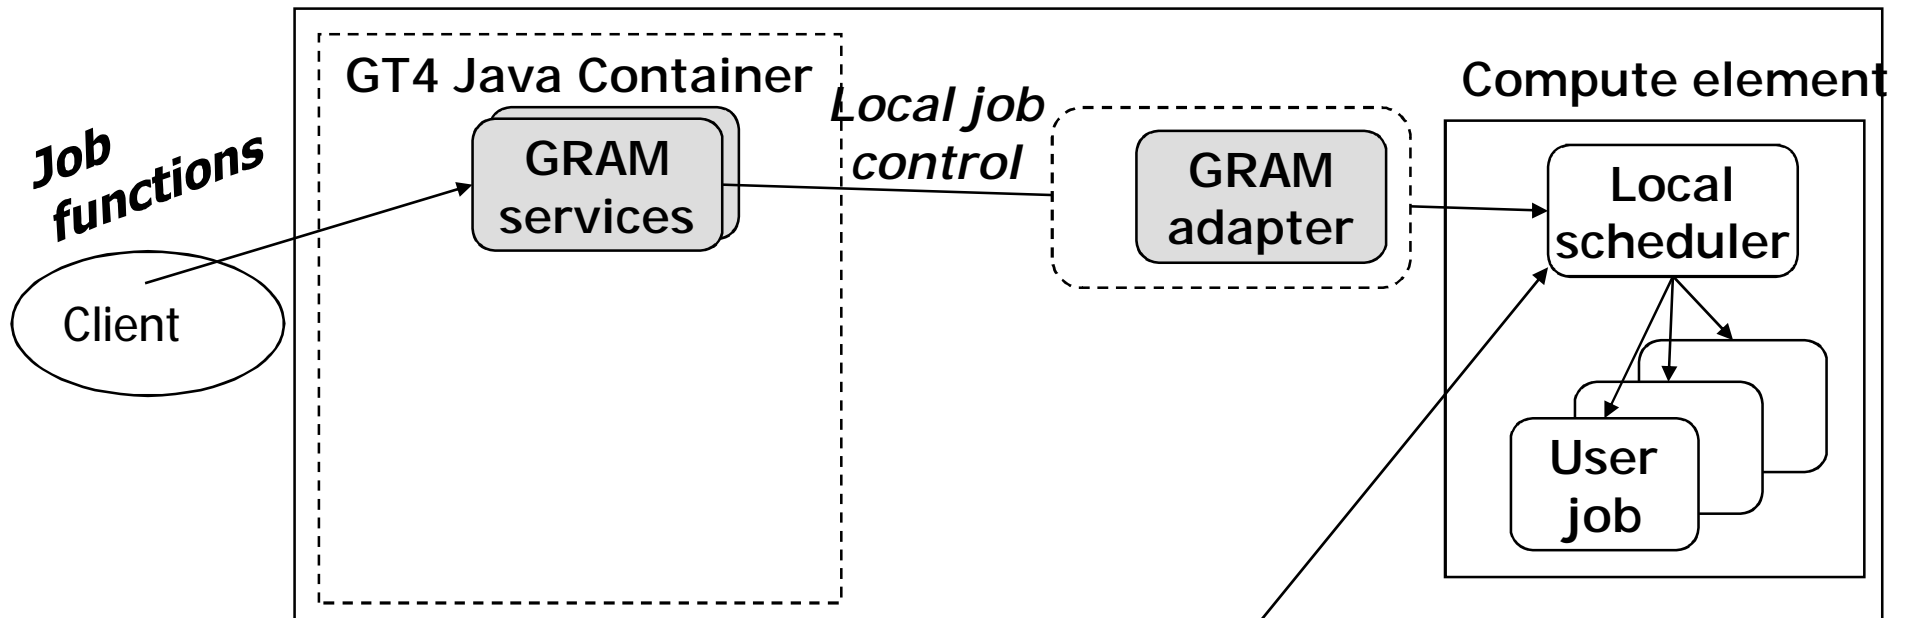 GT4 Java Container
Compute element
Job
functions
Local job
control
GRAM
services
GRAM
adapter
Local
scheduler
Client
User
job